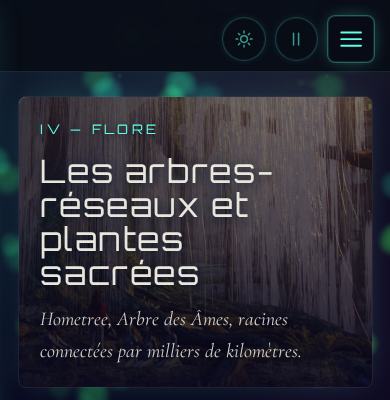 IV — FLORE
Les arbres-
réseaux et
plantes
sacrées
Hometree, Arbre des Âmes, racines
connectées par milliers de kilomètres.